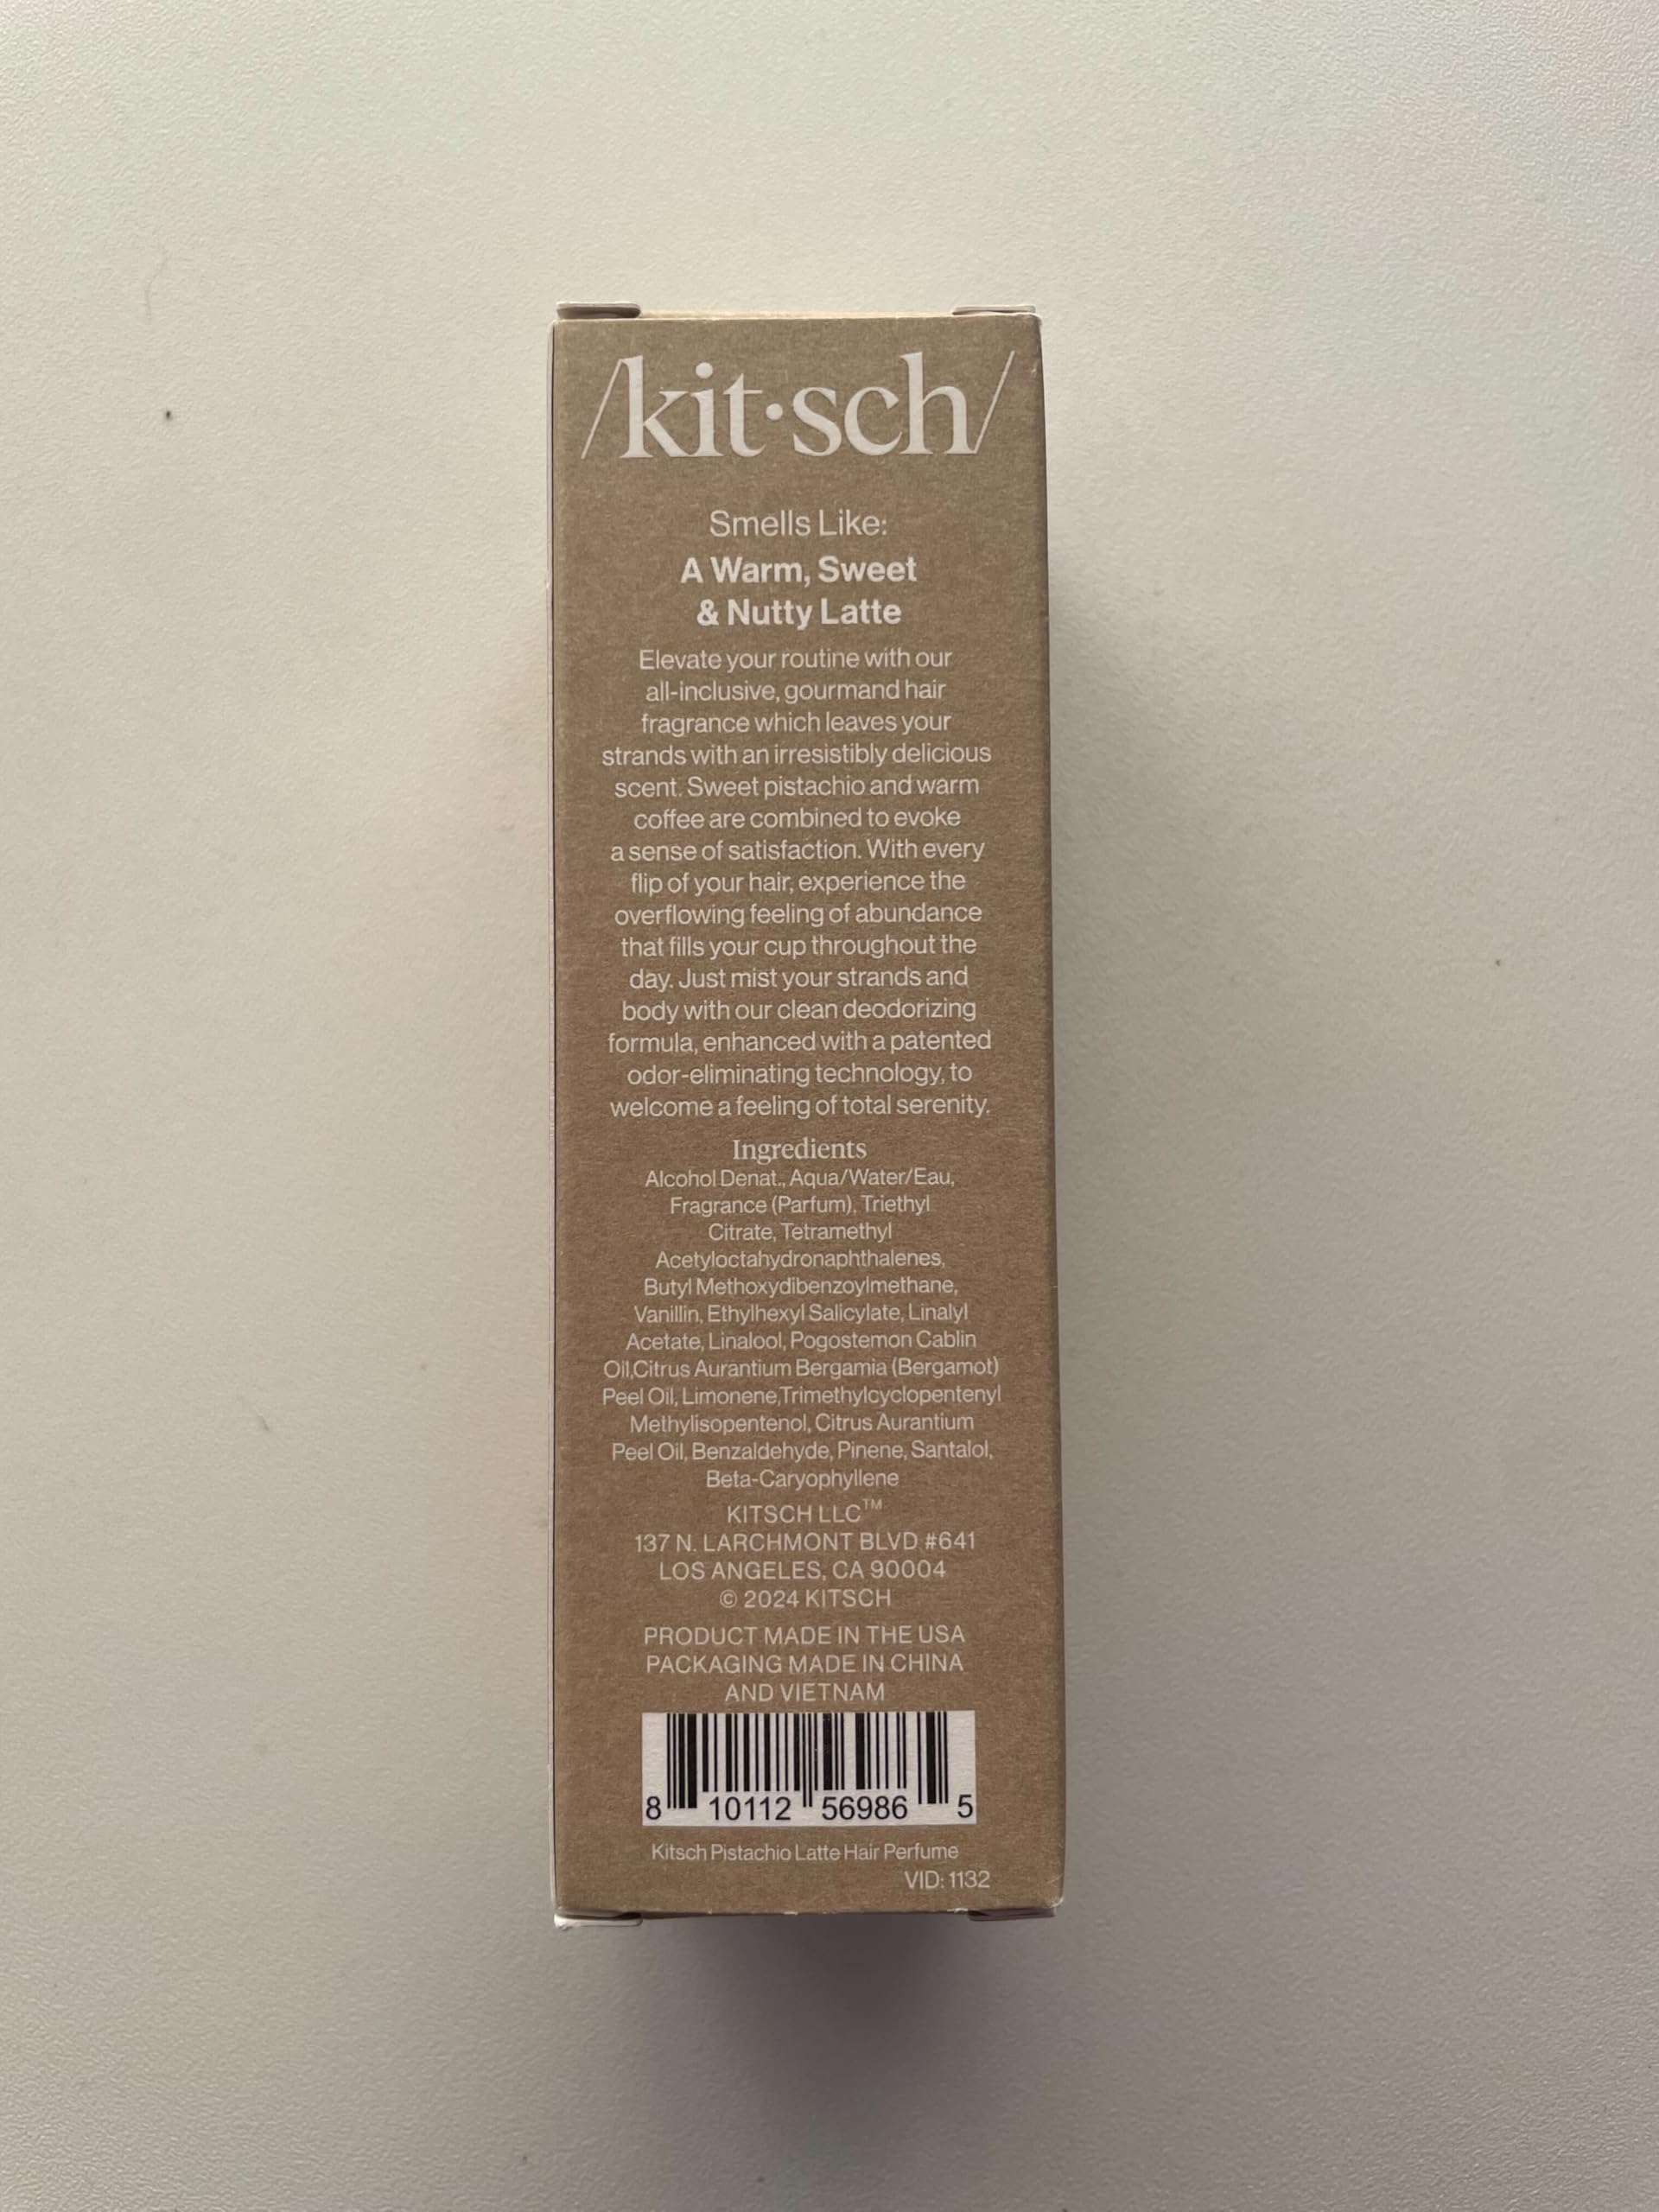 /kit·sch/
Smells Like:
A Warm, Sweet
& Nutty Latte
Elevate your routine with our
all-inclusive, gourmand hair
fragrance which leaves your
strands with an irresistibly delicious
scent. Sweet pistachio and warm
coffee are combined to evoke
a sense of satisfaction. With every
flip of your hair, experience the
overflowing feeling of abundance
that fills your cup throughout the
day. Just mist your strands and
body with our clean deodorizing
formula, enhanced with a patented
odor-eliminating technology, to
welcome a feeling of total serenity.
Ingredients
Alcohol Denat., Aqua/Water/Eau,
Fragrance (Parfum), Triethyl
Citrate, Tetramethyl
Acetyloctahydronaphthalenes,
Butyl Methoxydibenzoylmethane,
Vanillin, Ethylhexyl Salicylate, Linalyl
Acetate, Linalool, Pogostemon Cablin
Oil,Citrus Aurantium Bergamia (Bergamot)
Peel Oil, Limonene,Trimethylcyclopentenyl
Methylisopentenol, Citrus Aurantium
Peel Oil, Benzaldehyde, Pinene, Santalol,
Beta-Caryophyllene
KITSCH LLC™
137 N. LARCHMONT BLVD #641
LOS ANGELES, CA 90004
© 2024 KITSCH
PRODUCT MADE IN THE USA
PACKAGING MADE IN CHINA
AND VIETNAM
8 10112 56986 5
Kitsch Pistachio Latte Hair Perfume
VID: 1132